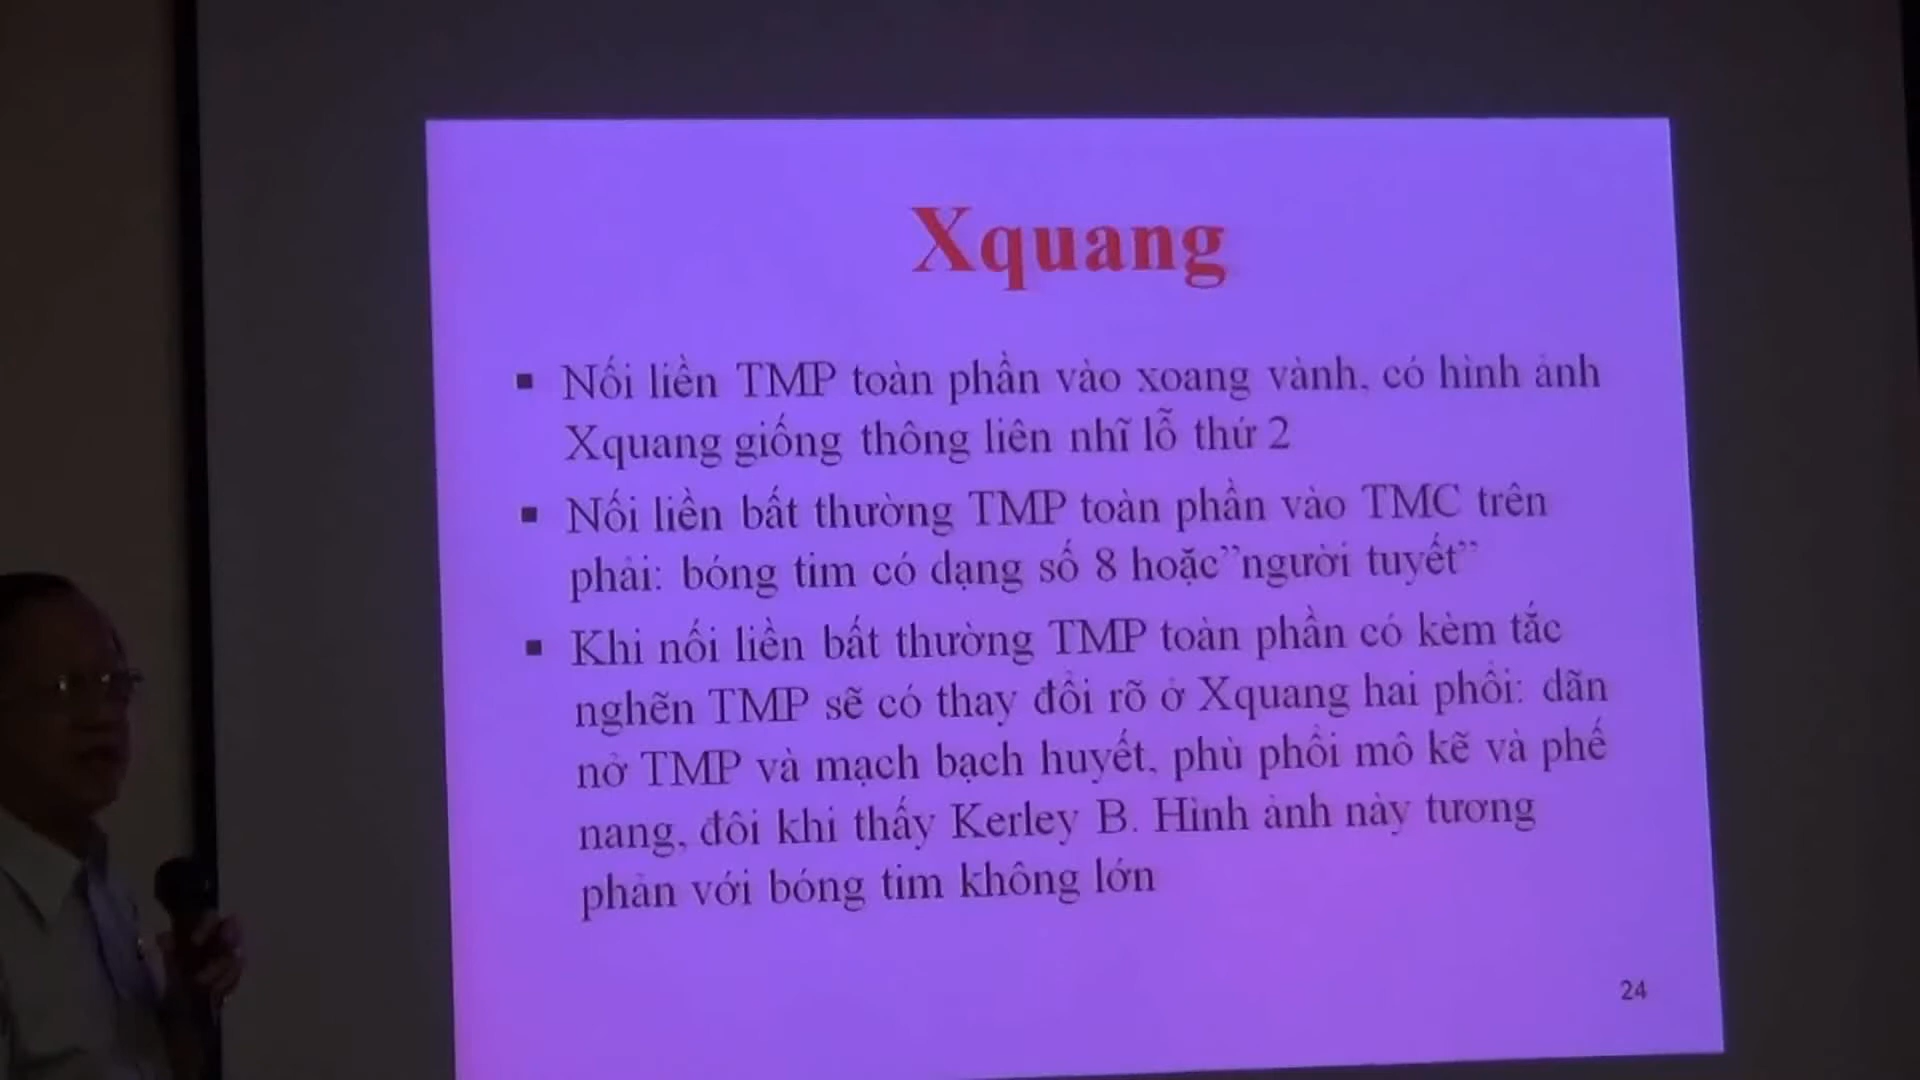 Xquang
▪ Nối liền TMP toàn phần vào xoang vành, có hình ảnh
Xquang giống thông liên nhĩ lỗ thứ 2
▪ Nối liền bất thường TMP toàn phần vào TMC trên
phải: bóng tim có dạng số 8 hoặc”người tuyết”
▪ Khi nối liền bất thường TMP toàn phần có kèm tắc
nghẽn TMP sẽ có thay đổi rõ ở Xquang hai phổi: dãn
nở TMP và mạch bạch huyết, phù phổi mô kẽ và phế
nang, đôi khi thấy Kerley B. Hình ảnh này tương
phản với bóng tim không lớn
24